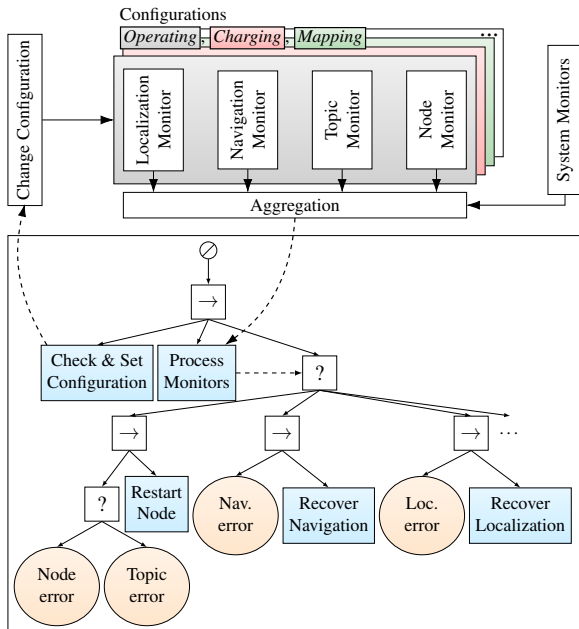 Configurations
Operating, Charging, Mapping ...
Change Configuration
Localization
Monitor
Navigation
Monitor
Topic
Monitor
Node
Monitor
System Monitors
Aggregation
→
Check & Set
Configuration
Process
Monitors
?
→
→
→
...
?
Restart
Node
Nav.
error
Recover
Navigation
Loc.
error
Recover
Localization
Node
error
Topic
error